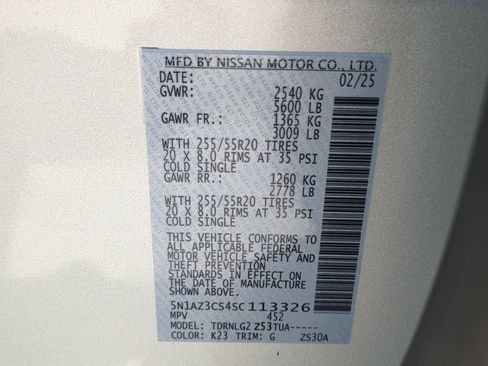 MFD BY NISSAN MOTOR CO., LTD.
DATE: 02/25
GVWR: 2540 KG
5600 LB
GAWR FR.: 1365 KG
3009 LB
WITH 255/55R20 TIRES
20 X 8.0 RIMS AT 35 PSI
COLD SINGLE
GAWR RR.: 1260 KG
2778 LB
WITH 255/55R20 TIRES
20 X 8.0 RIMS AT 35 PSI
COLD SINGLE
THIS VEHICLE CONFORMS TO
ALL APPLICABLE FEDERAL
MOTOR VEHICLE SAFETY AND
THEFT PREVENTION
STANDARDS IN EFFECT ON
THE DATE OF MANUFACTURE
SHOWN ABOVE.
5N1AZ3CS4SC113326
MPV 452
MODEL: TDRNLG2 Z53TUA-----
COLOR: K23 TRIM: G ZS30A